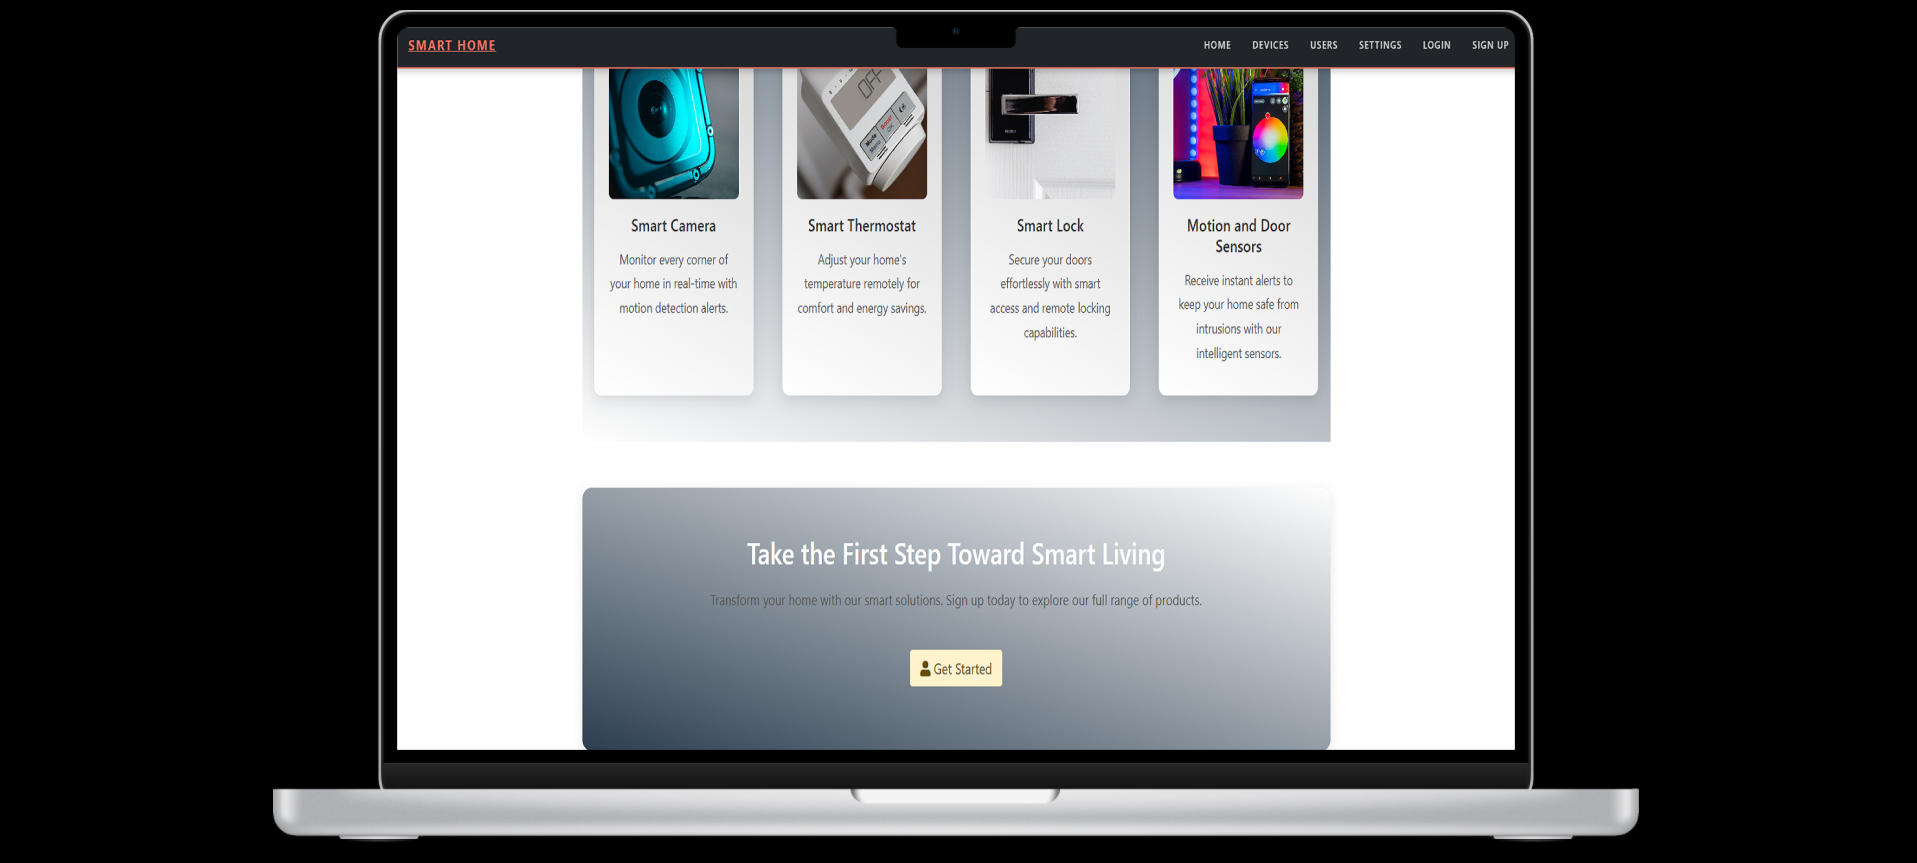 SMART HOME
HOME DEVICES USERS SETTINGS LOGIN SIGN UP
OFF
Boost
OK
Menu
Smart Camera
Monitor every corner of
your home in real-time with
motion detection alerts.
Smart Thermostat
Adjust your home's
temperature remotely for
comfort and energy savings.
Smart Lock
Secure your doors
effortlessly with smart
access and remote locking
capabilities.
Motion and Door
Sensors
Receive instant alerts to
keep your home safe from
intrusions with our
intelligent sensors.
Take the First Step Toward Smart Living
Transform your home with our smart solutions. Sign up today to explore our full range of products.
Get Started